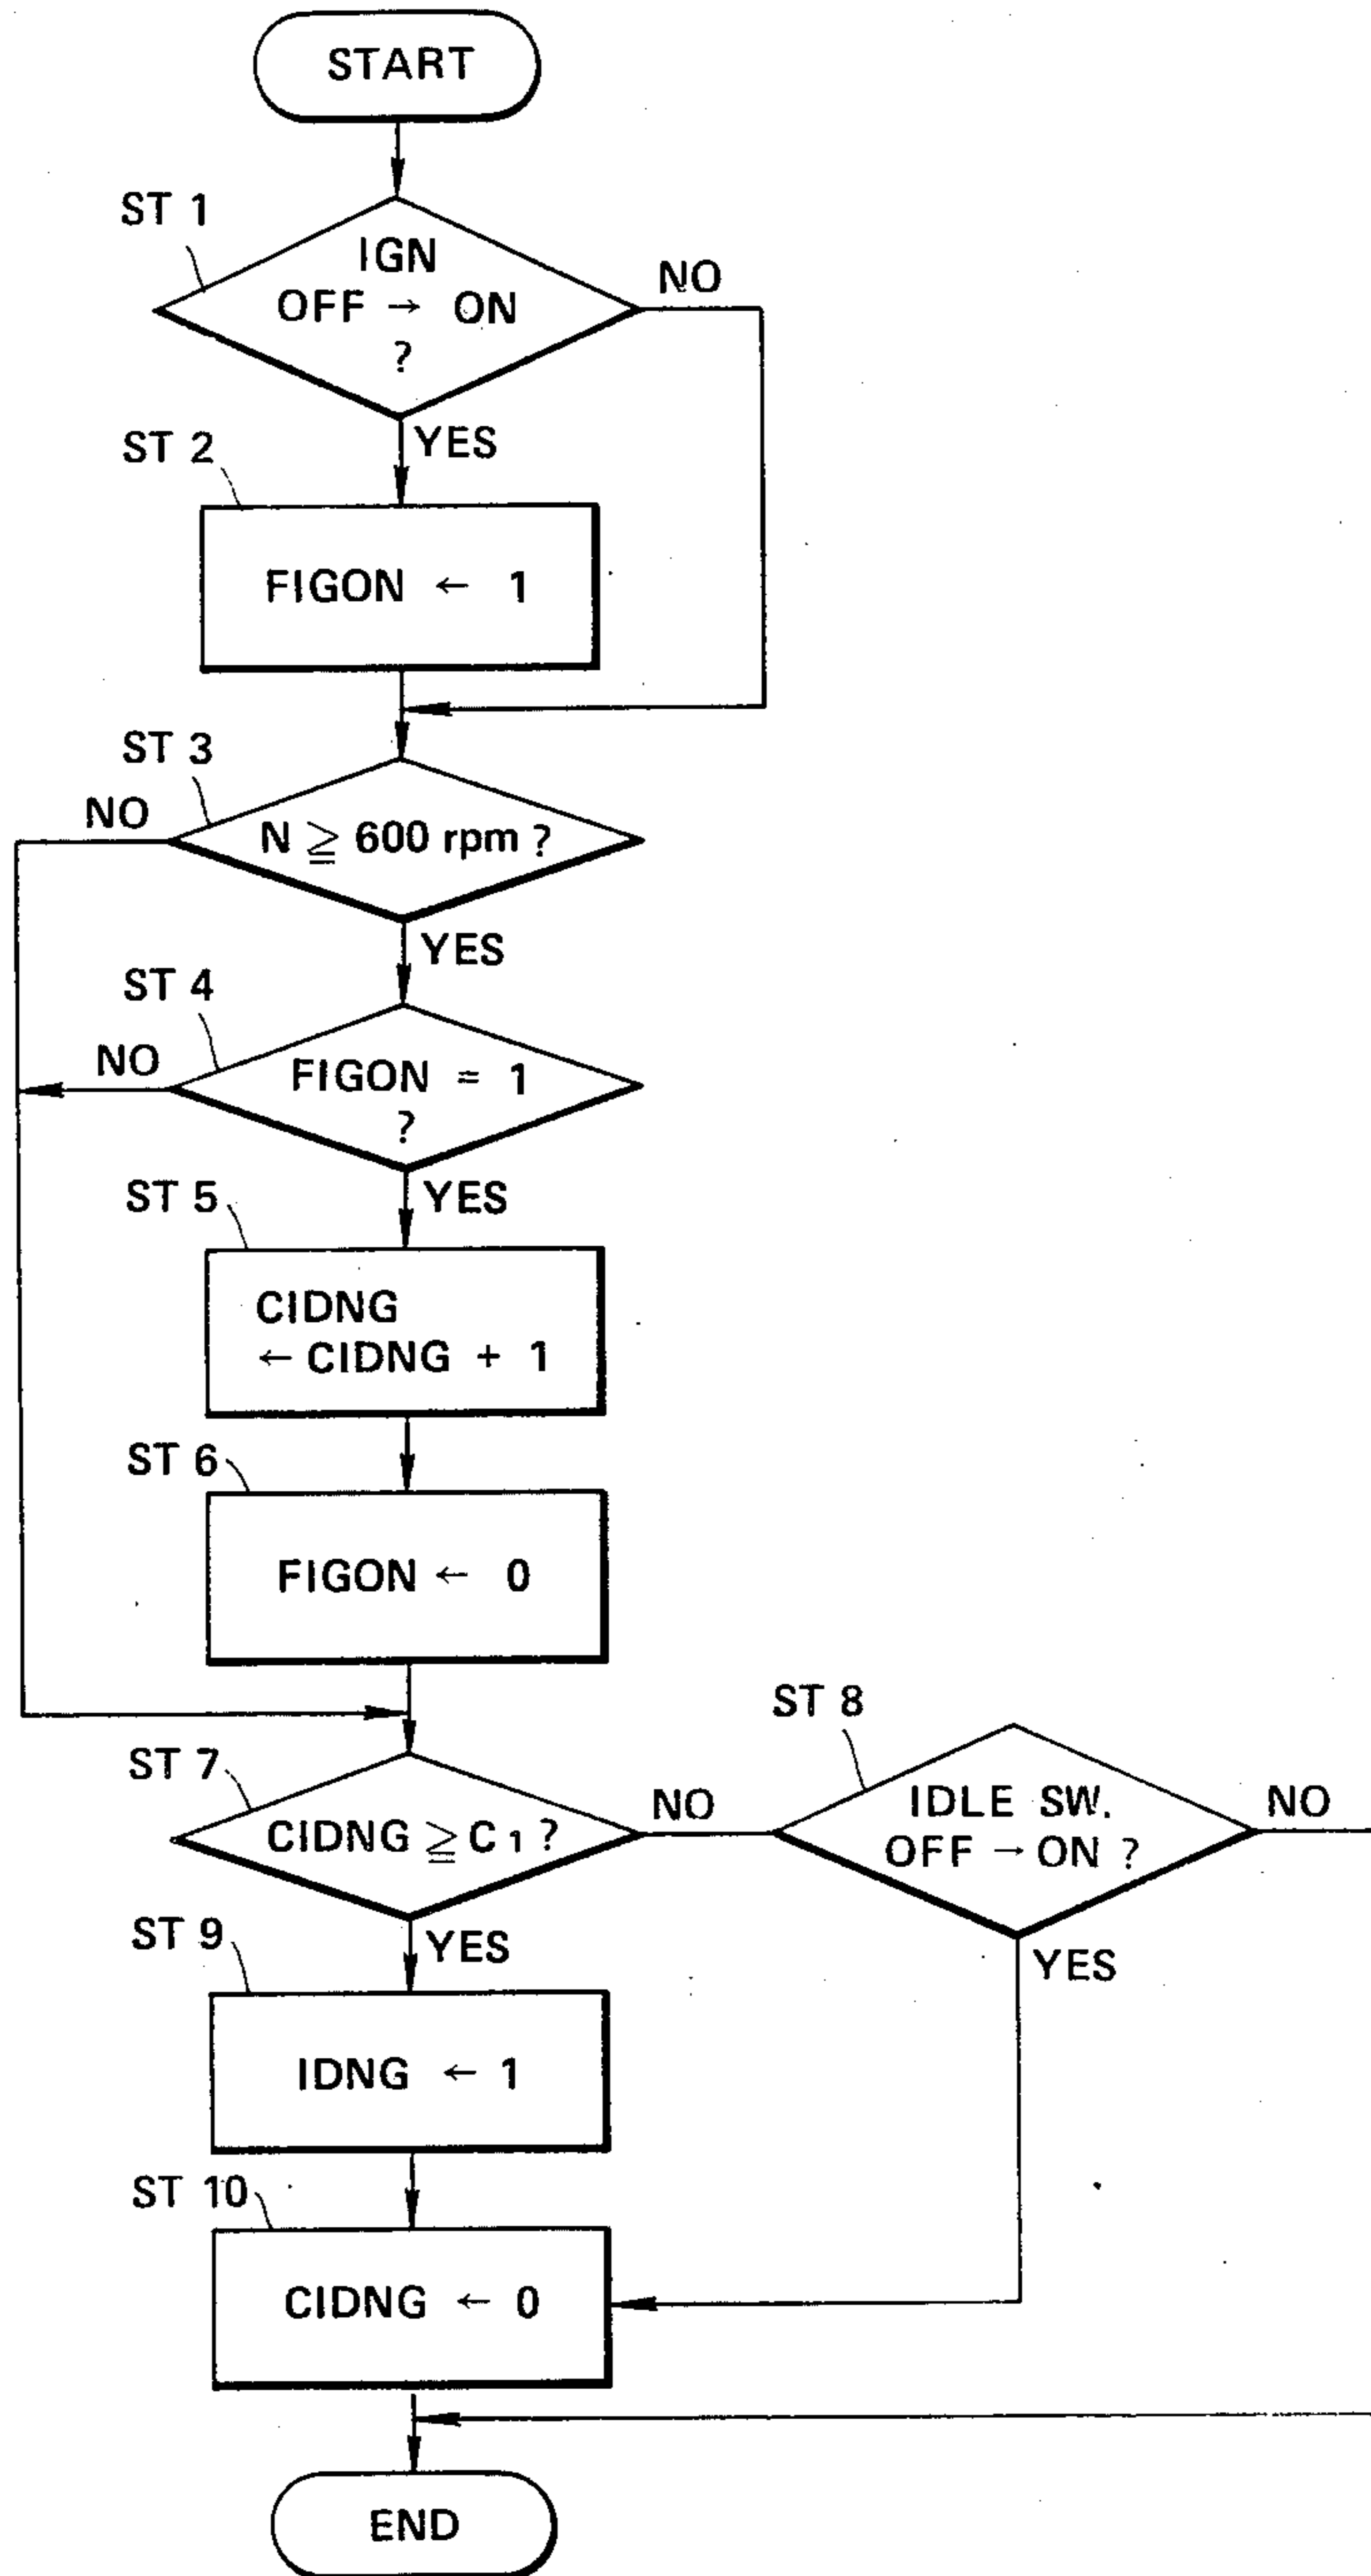 START
ST 1
IGN
OFF → ON
?
NO
YES
ST 2
FIGON ← 1
ST 3
NO
N ≧ 600 rpm ?
YES
ST 4
NO
FIGON = 1
?
YES
ST 5
CIDNG
← CIDNG + 1
ST 6
FIGON ← 0
ST 7
CIDNG ≧ C1 ?
NO
ST 8
IDLE SW.
OFF → ON ?
NO
YES
YES
ST 9
IDNG ← 1
ST 10
CIDNG ← 0
END